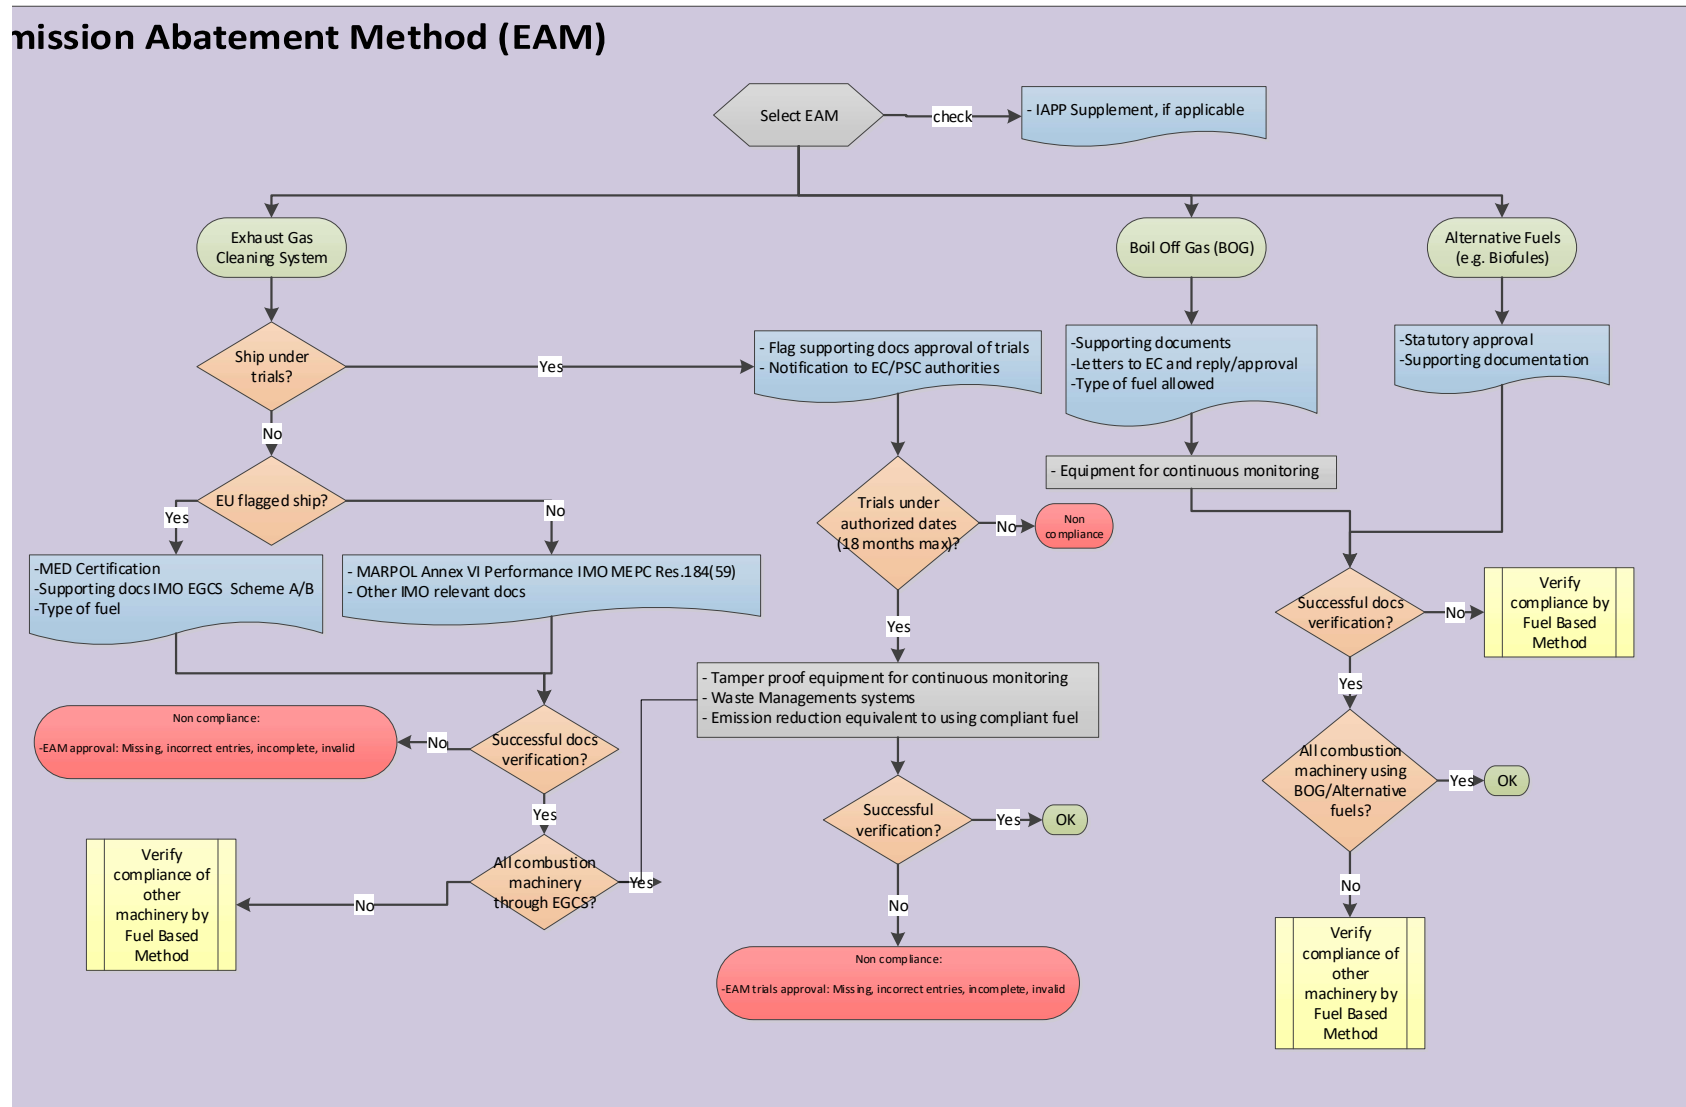 mission Abatement Method (EAM)
Select EAM
check
- IAPP Supplement, if applicable
Exhaust Gas
Cleaning System
Boil Off Gas (BOG)
Alternative Fuels
(e.g. Biofules)
Ship under
trials?
Yes
- Flag supporting docs approval of trials
- Notification to EC/PSC authorities
-Supporting documents
-Letters to EC and reply/approval
-Type of fuel allowed
-Statutory approval
-Supporting documentation
No
EU flagged ship?
Yes
No
- Equipment for continuous monitoring
Trials under
authorized dates
(18 months max)?
No
Non
compliance
-MED Certification
-Supporting docs IMO EGCS Scheme A/B
-Type of fuel
- MARPOL Annex VI Performance IMO MEPC Res.184(59)
- Other IMO relevant docs
Yes
Successful docs
verification?
No
Verify
compliance by
Fuel Based
Method
Yes
- Tamper proof equipment for continuous monitoring
- Waste Managements systems
- Emission reduction equivalent to using compliant fuel
Non compliance:
-EAM approval: Missing, incorrect entries, incomplete, invalid
No
Successful docs
verification?
Yes
All combustion
machinery using
BOG/Alternative
fuels?
Yes
OK
Successful
verification?
Yes
OK
All combustion
machinery
through EGCS?
Yes
No
Verify
compliance of
other
machinery by
Fuel Based
Method
No
Non compliance:
-EAM trials approval: Missing, incorrect entries, incomplete, invalid
No
Verify
compliance of
other
machinery by
Fuel Based
Method